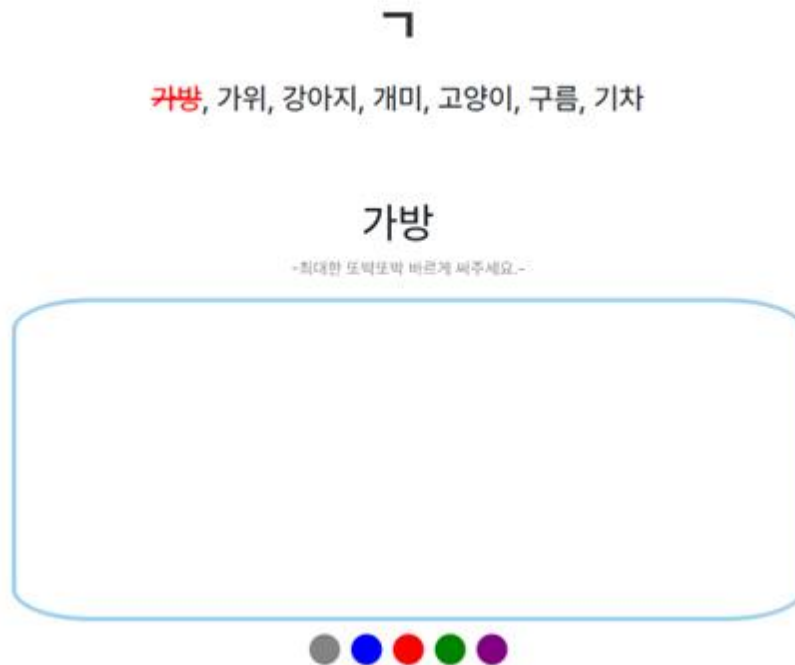 ㄱ
가방, 가위, 강아지, 개미, 고양이, 구름, 기차
가방
-최대한 또박또박 바르게 써주세요.-